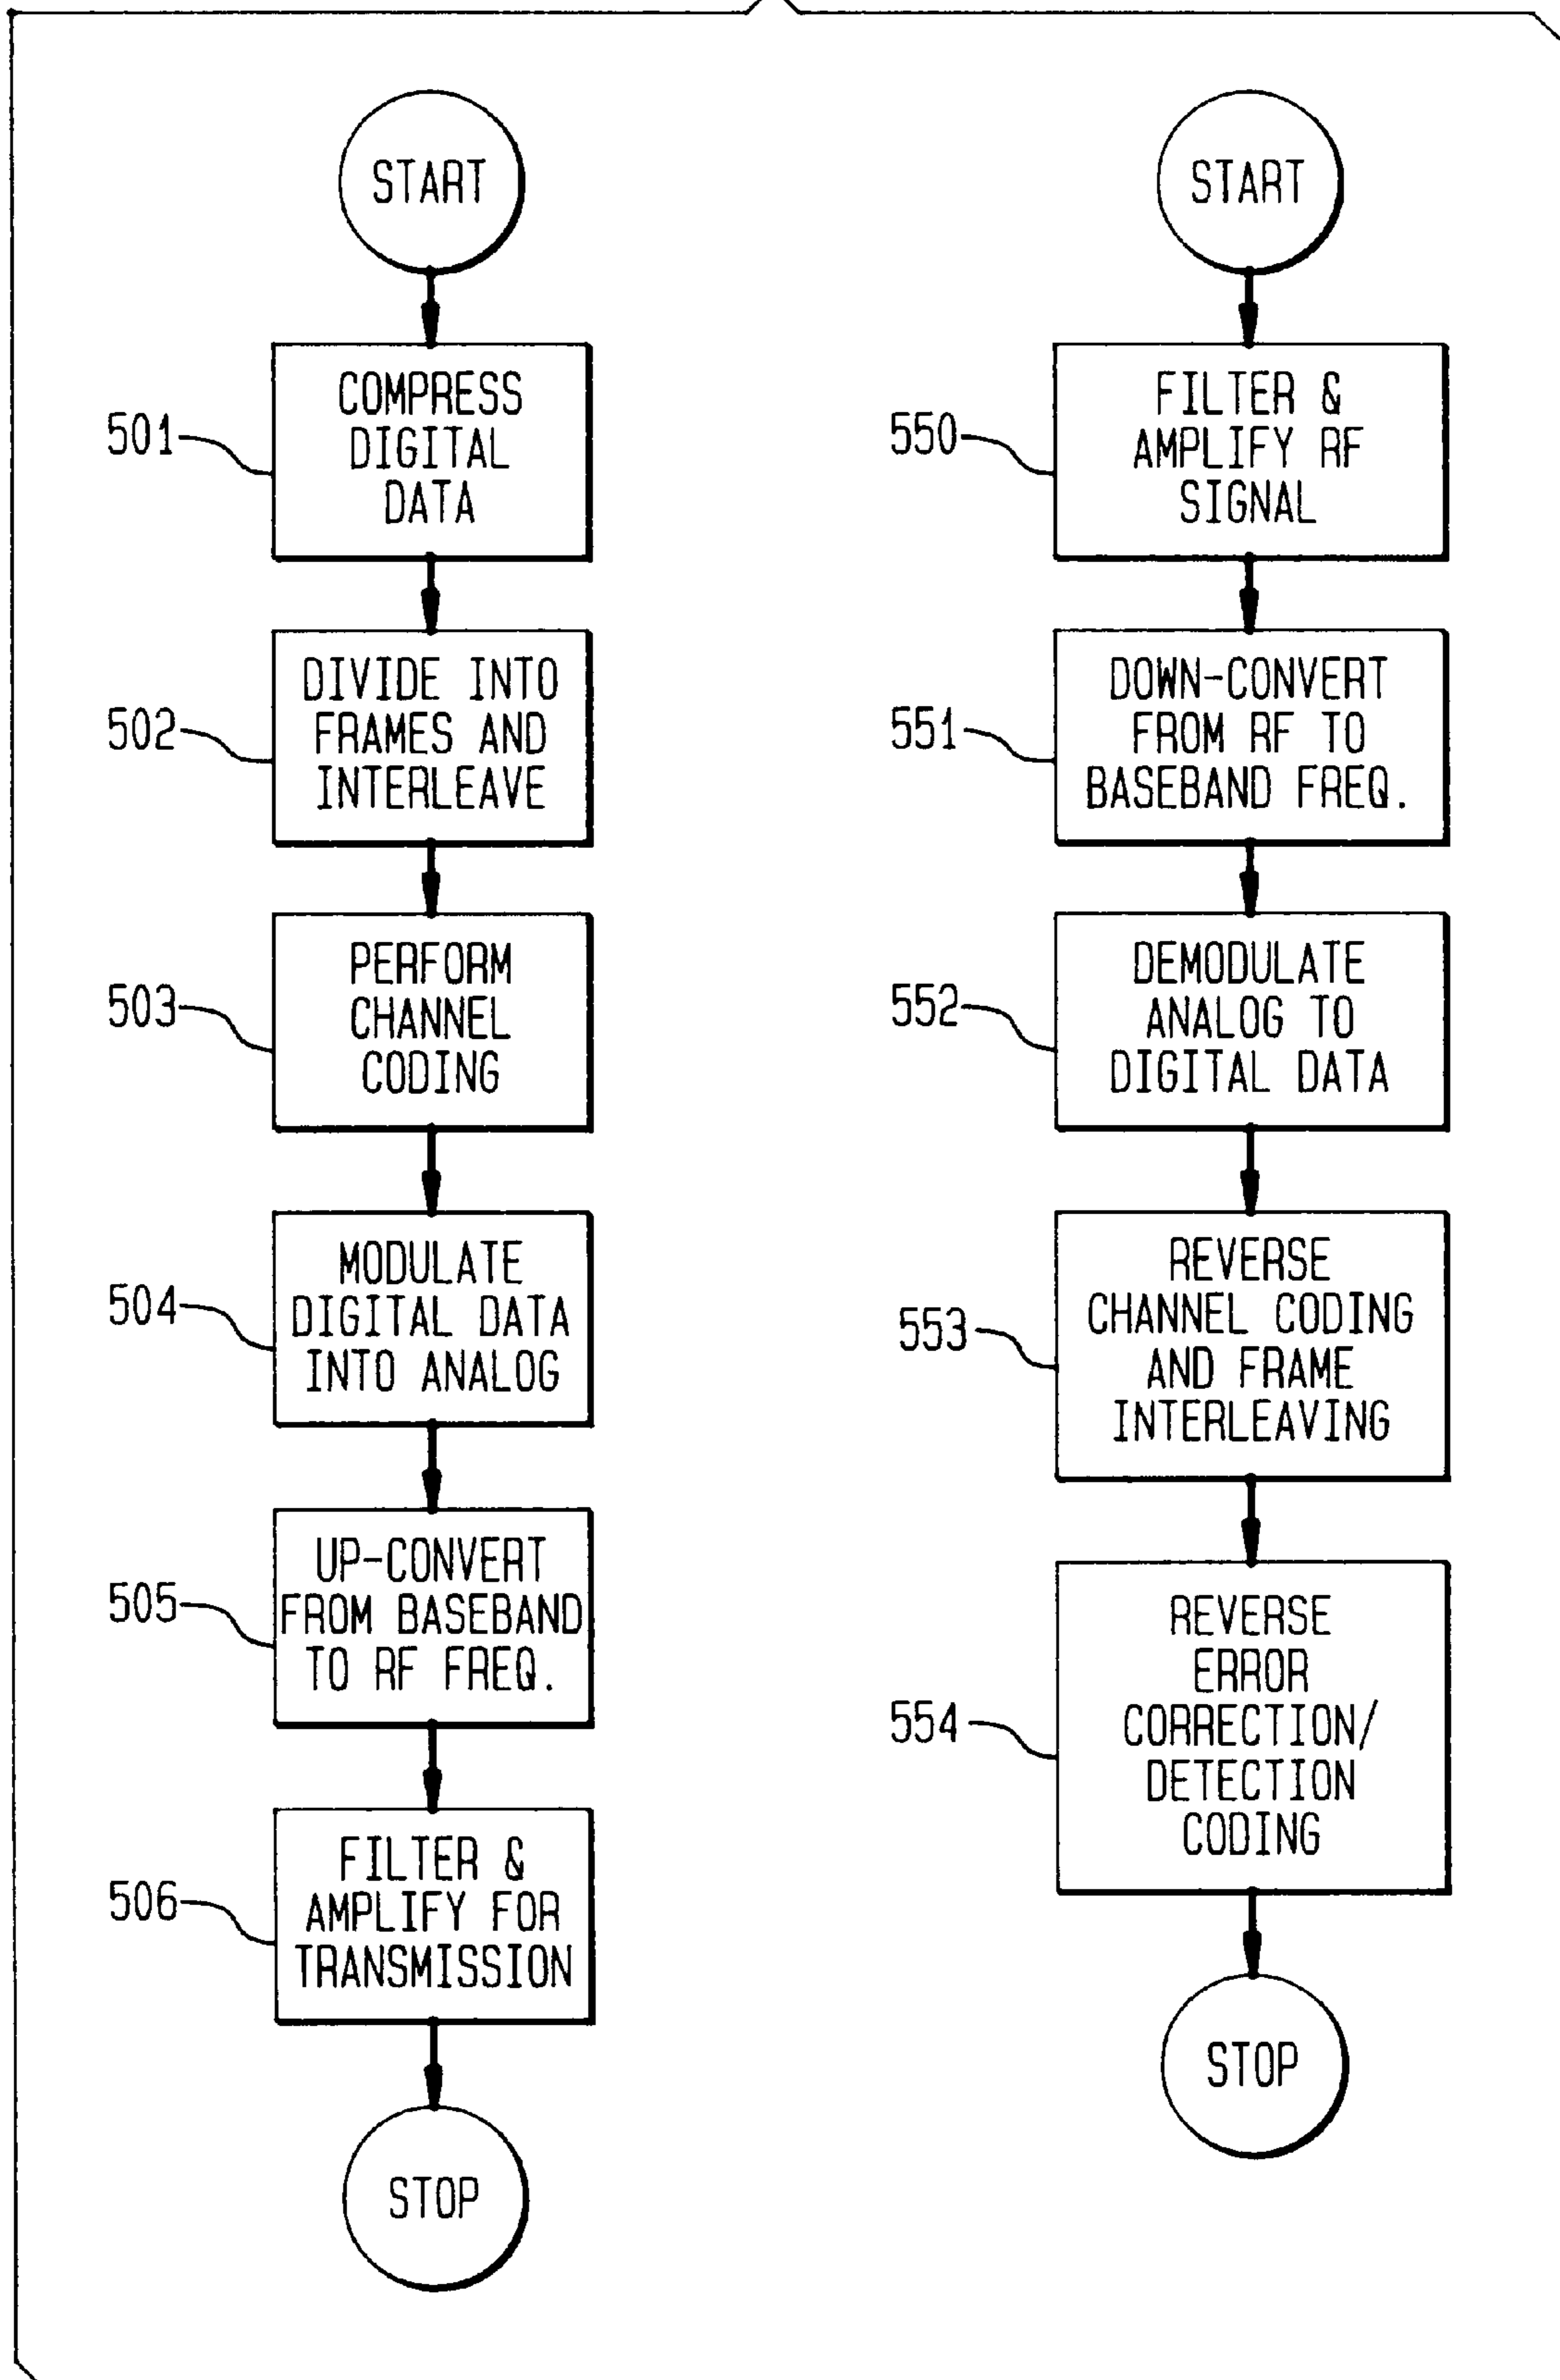 START
501
COMPRESS
DIGITAL
DATA
502
DIVIDE INTO
FRAMES AND
INTERLEAVE
503
PERFORM
CHANNEL
CODING
504
MODULATE
DIGITAL DATA
INTO ANALOG
505
UP-CONVERT
FROM BASEBAND
TO RF FREQ.
506
FILTER &
AMPLIFY FOR
TRANSMISSION
STOP
START
550
FILTER &
AMPLIFY RF
SIGNAL
551
DOWN-CONVERT
FROM RF TO
BASEBAND FREQ.
552
DEMODULATE
ANALOG TO
DIGITAL DATA
553
REVERSE
CHANNEL CODING
AND FRAME
INTERLEAVING
554
REVERSE
ERROR
CORRECTION/
DETECTION
CODING
STOP